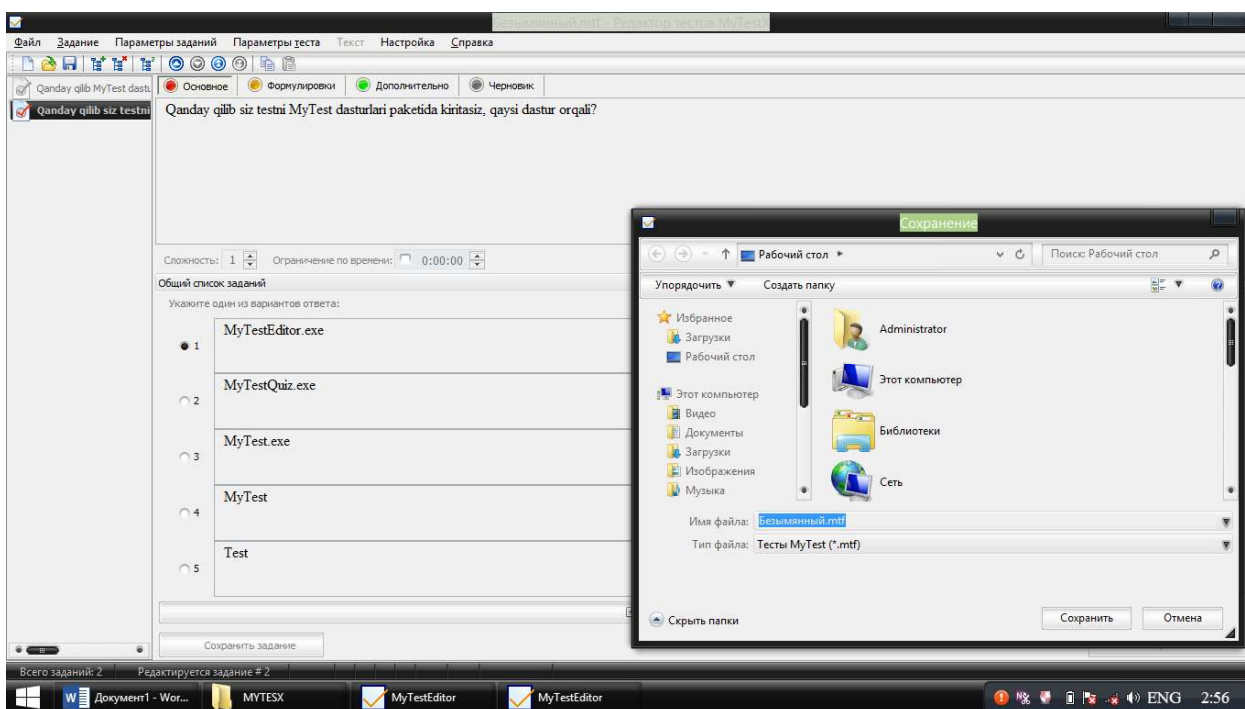 Безымянный.mtf - Редактор тестов MyTestX
Файл Задание Параметры заданий Параметры теста Текст Настройка Справка
Qanday qilib MyTest dastu
Qanday qilib siz testni
Основное Формулировки Дополнительно Черновик
Qanday qilib siz testni MyTest dasturlari paketida kiritasiz, qaysi dastur orqali?
Сложность: 1 Ограничение по времени: 0:00:00
Общий список заданий
Укажите один из вариантов ответа:
1 MyTestEditor.exe
2 MyTestQuiz.exe
3 MyTest.exe
4 MyTest
5 Test
Сохранить задание
Сохранение
Рабочий стол
Поиск: Рабочий стол
Упорядочить Создать папку
Избранное
Загрузки
Рабочий стол
Этот компьютер
Видео
Документы
Загрузки
Изображения
Музыка
Administrator
Этот компьютер
Библиотеки
Сеть
Имя файла: Безымянный.mtf
Тип файла: Тесты MyTest (*.mtf)
Скрыть папки
Сохранить Отмена
Всего заданий: 2 Редактируется задание # 2
Документ1 - Wor... MYTESX MyTestEditor MyTestEditor ENG 2:56